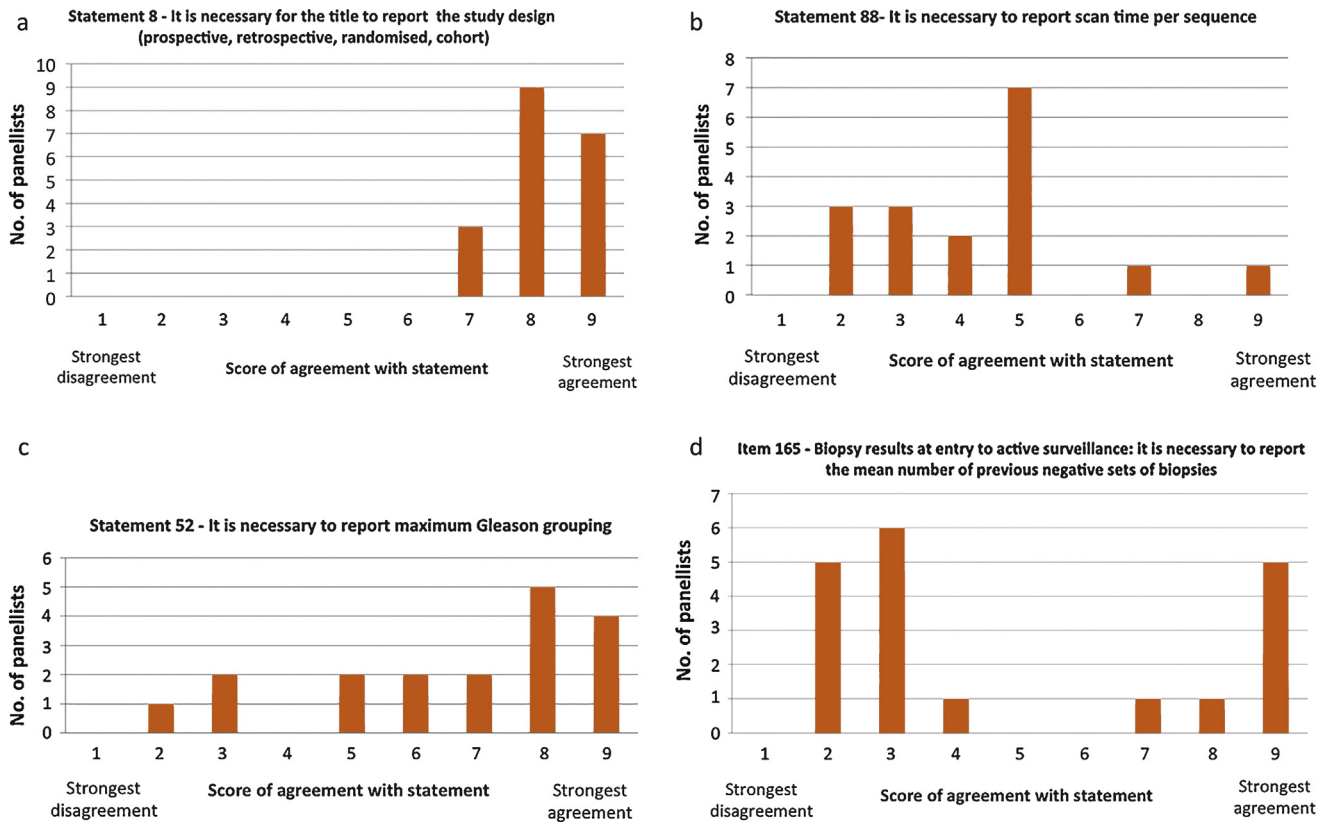 a
Statement 8 - It is necessary for the title to report the study design
(prospective, retrospective, randomised, cohort)
No. of panellists
10
9
8
7
6
5
4
3
2
1
0
1 2 3 4 5 6 7 8 9
Strongest
disagreement
Score of agreement with statement
Strongest
agreement
b
Statement 88- It is necessary to report scan time per sequence
No. of panellists
8
7
6
5
4
3
2
1
0
1 2 3 4 5 6 7 8 9
Strongest
disagreement
Score of agreement with statement
Strongest
agreement
c
Statement 52 - It is necessary to report maximum Gleason grouping
No. of panellists
6
5
4
3
2
1
0
1 2 3 4 5 6 7 8 9
Strongest
disagreement
Score of agreement with statement
Strongest
agreement
d
Item 165 - Biopsy results at entry to active surveillance: it is necessary to report
the mean number of previous negative sets of biopsies
No. of panellists
7
6
5
4
3
2
1
0
1 2 3 4 5 6 7 8 9
Strongest
disagreement
Score of agreement with statement
Strongest
agreement